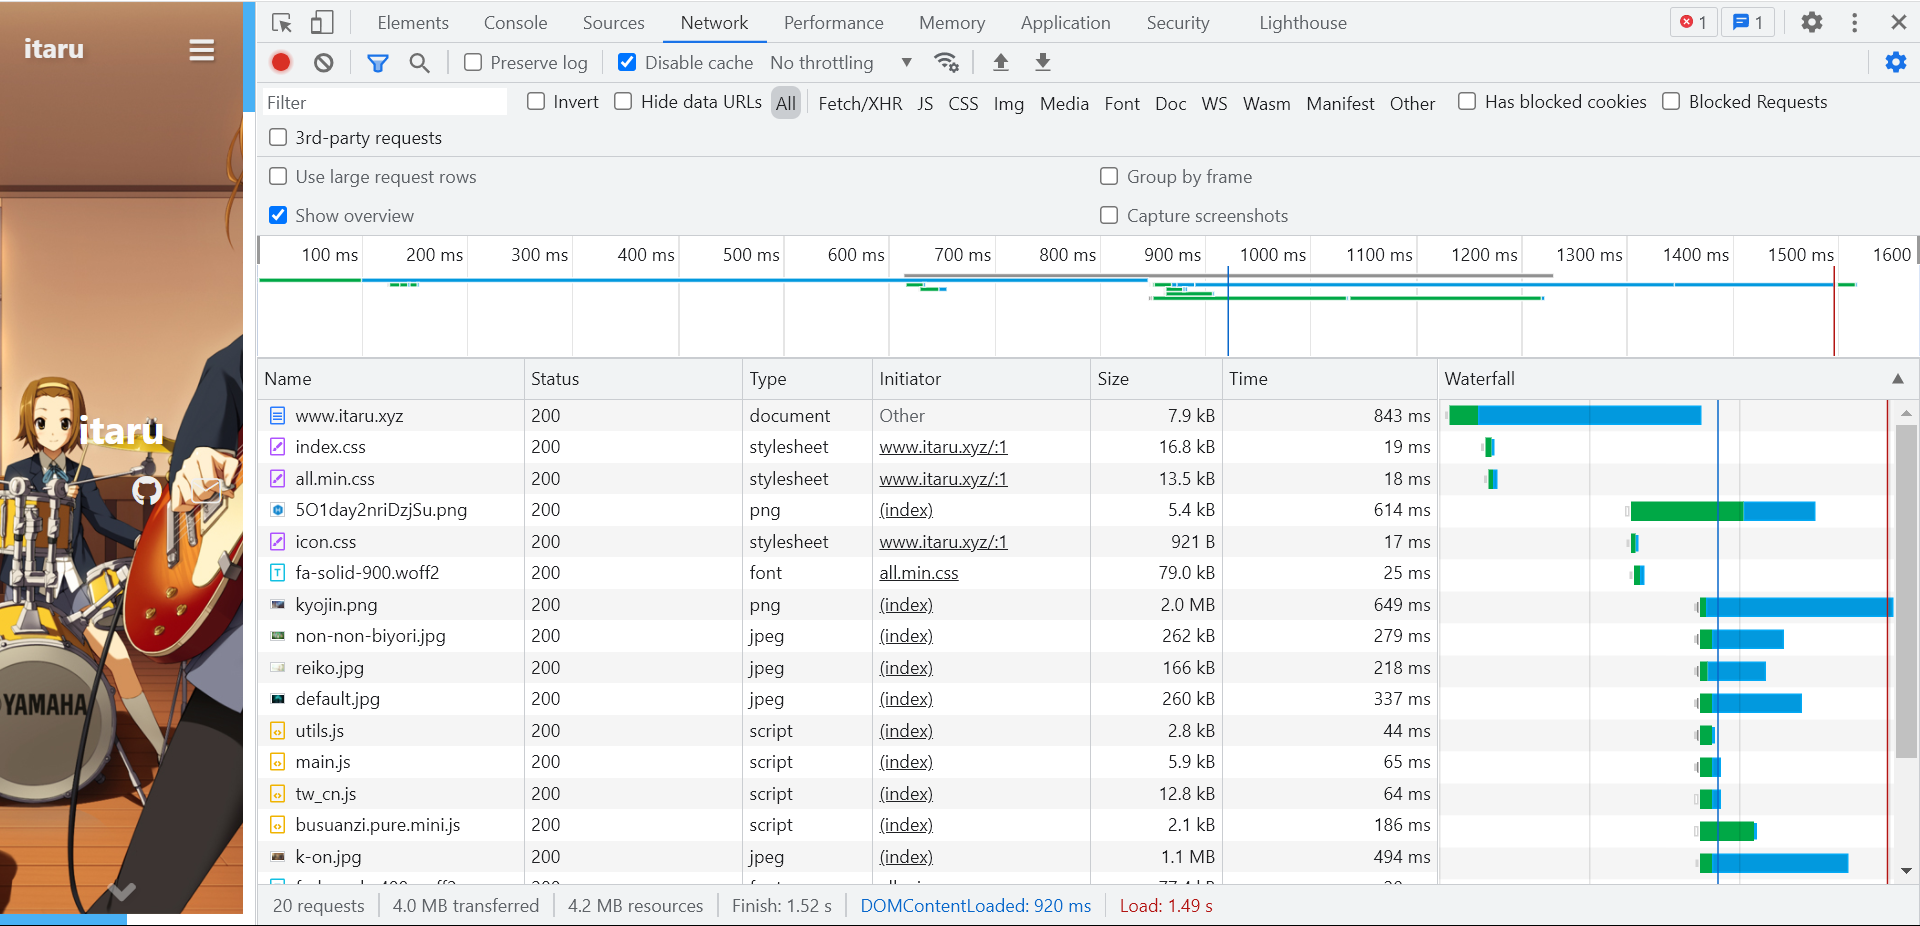 itaru
itaru
YAMAHA
Elements Console Sources Network Performance Memory Application Security Lighthouse 1 1
Preserve log Disable cache No throttling
Filter Invert Hide data URLs All Fetch/XHR JS CSS Img Media Font Doc WS Wasm Manifest Other Has blocked cookies Blocked Requests
3rd-party requests
Use large request rows Group by frame
Show overview Capture screenshots
100 ms 200 ms 300 ms 400 ms 500 ms 600 ms 700 ms 800 ms 900 ms 1000 ms 1100 ms 1200 ms 1300 ms 1400 ms 1500 ms 1600
Name Status Type Initiator Size Time Waterfall
www.itaru.xyz 200 document Other 7.9 kB 843 ms
index.css 200 stylesheet www.itaru.xyz/:1 16.8 kB 19 ms
all.min.css 200 stylesheet www.itaru.xyz/:1 13.5 kB 18 ms
5O1day2nriDzjSu.png 200 png (index) 5.4 kB 614 ms
icon.css 200 stylesheet www.itaru.xyz/:1 921 B 17 ms
fa-solid-900.woff2 200 font all.min.css 79.0 kB 25 ms
kyojin.png 200 png (index) 2.0 MB 649 ms
non-non-biyori.jpg 200 jpeg (index) 262 kB 279 ms
reiko.jpg 200 jpeg (index) 166 kB 218 ms
default.jpg 200 jpeg (index) 260 kB 337 ms
utils.js 200 script (index) 2.8 kB 44 ms
main.js 200 script (index) 5.9 kB 65 ms
tw_cn.js 200 script (index) 12.8 kB 64 ms
busuanzi.pure.mini.js 200 script (index) 2.1 kB 186 ms
k-on.jpg 200 jpeg (index) 1.1 MB 494 ms
20 requests 4.0 MB transferred 4.2 MB resources Finish: 1.52 s DOMContentLoaded: 920 ms Load: 1.49 s